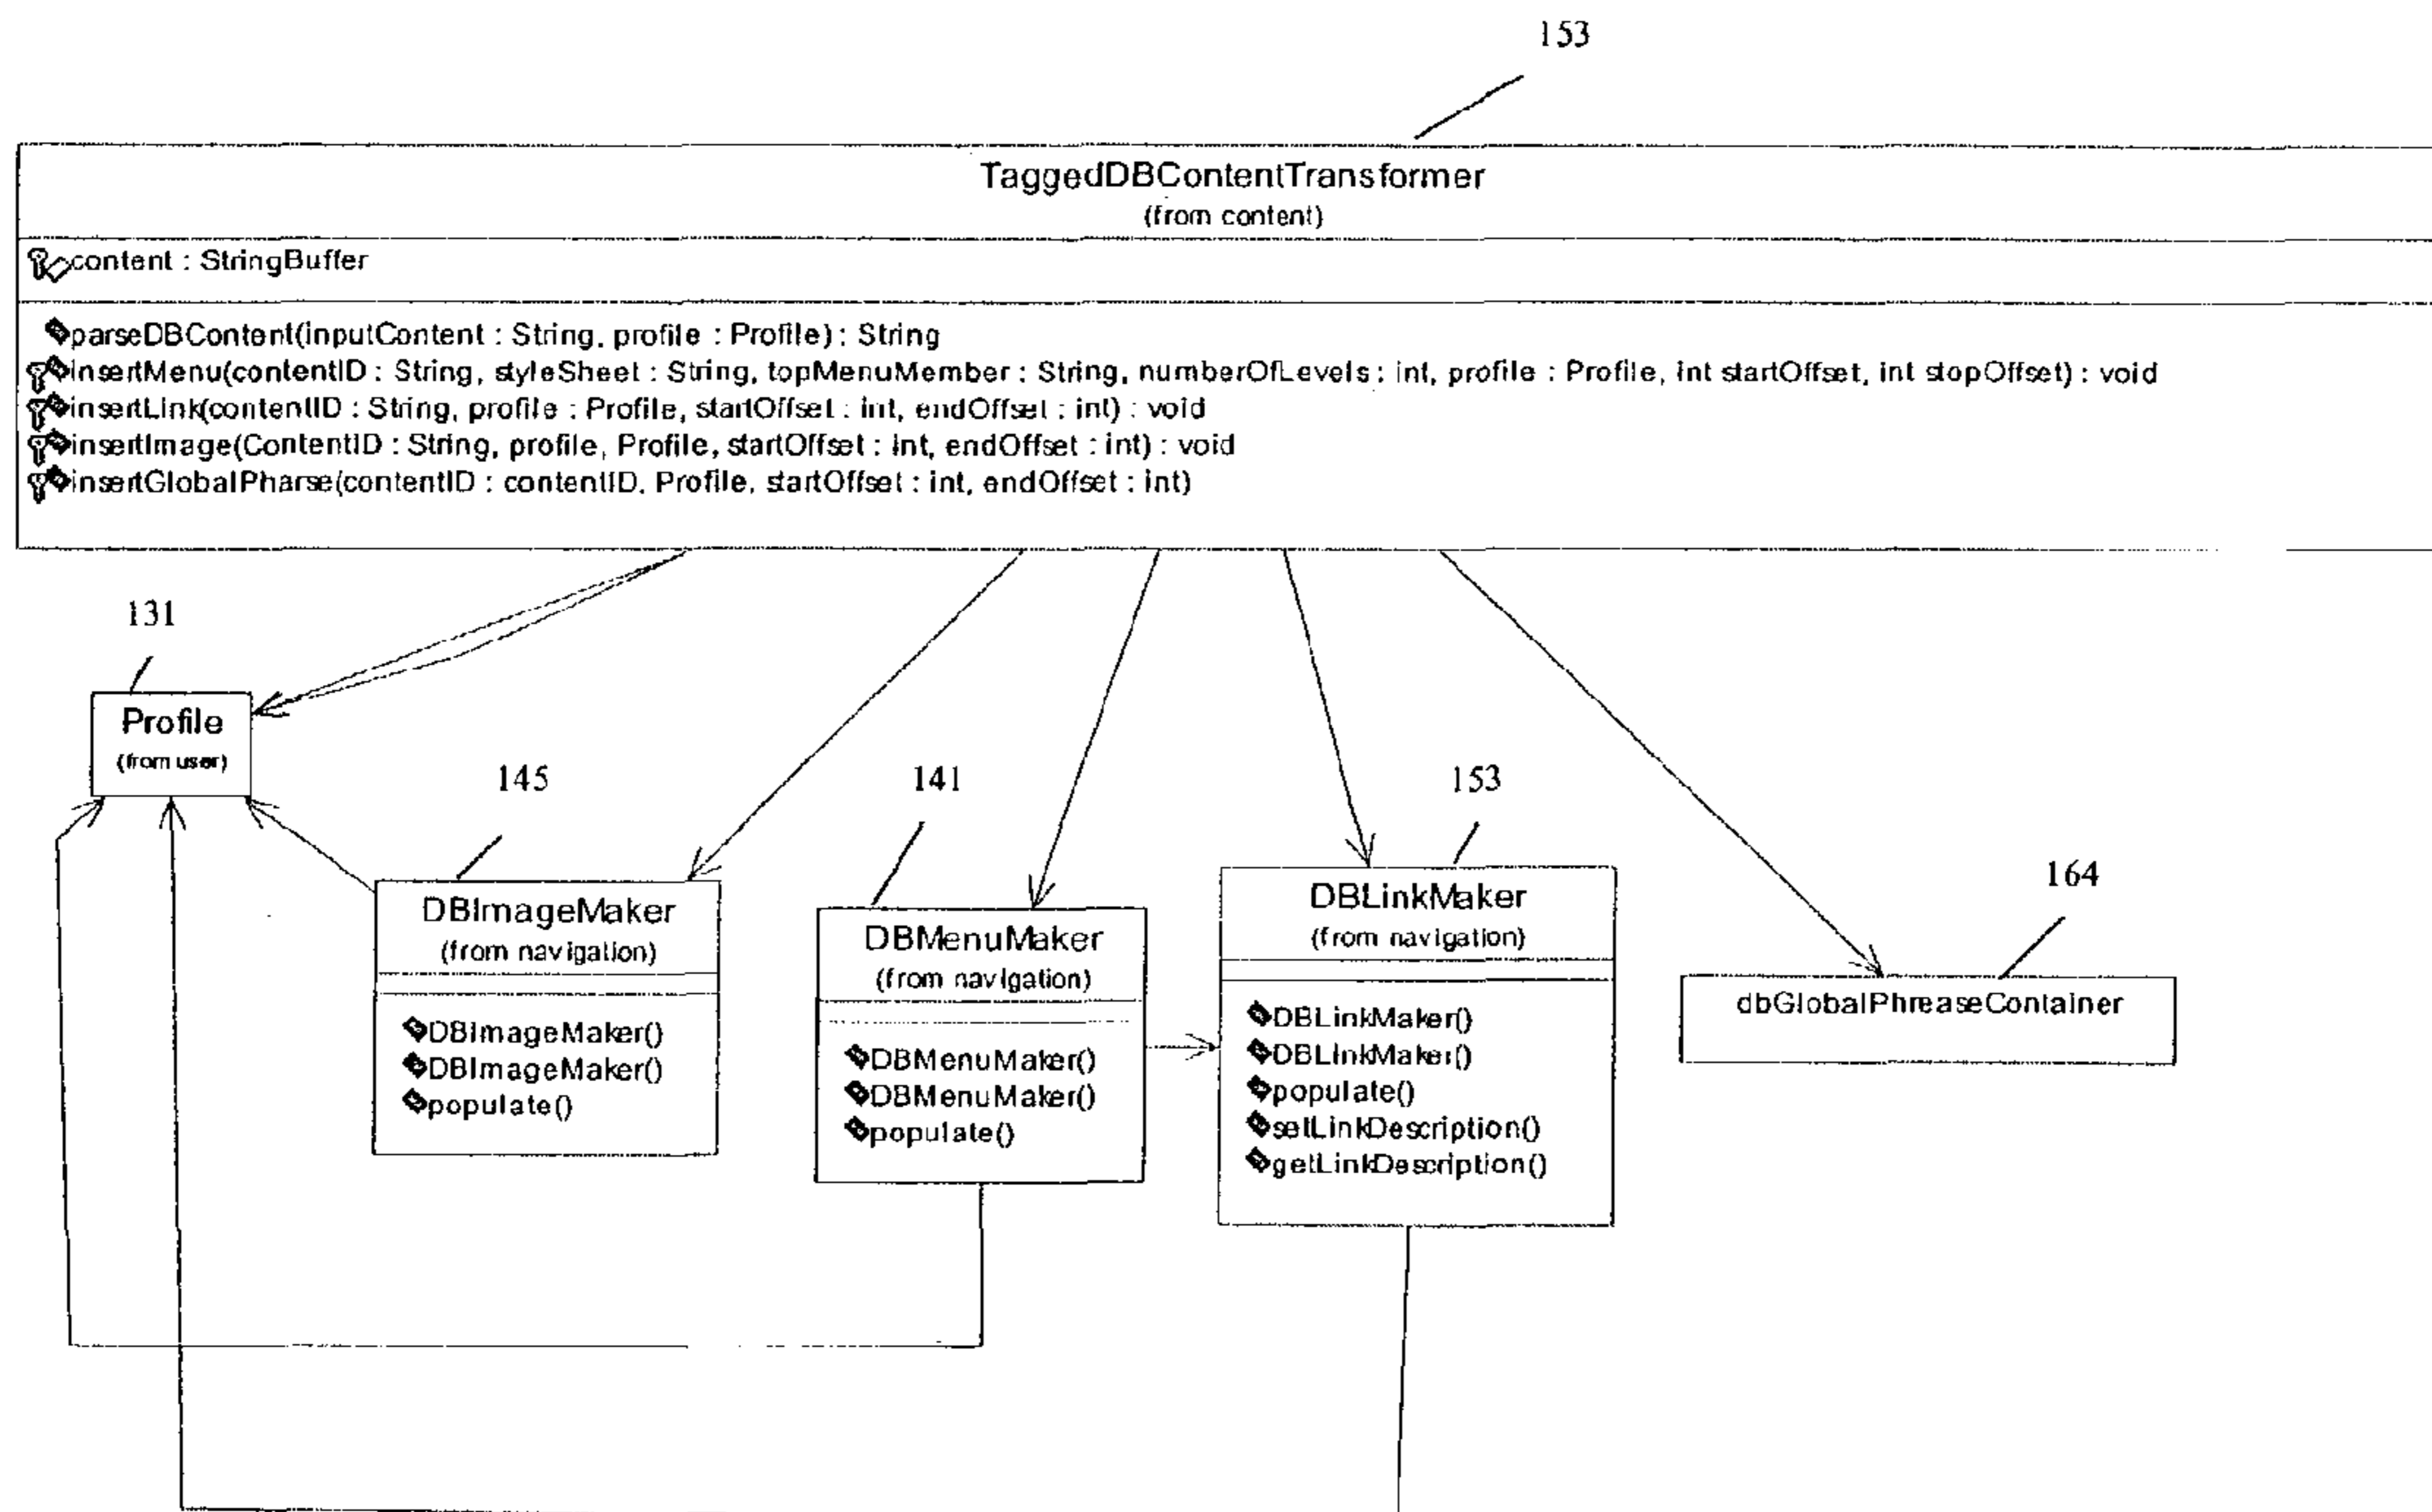 153
TaggedDBContentTransformer
(from content)
content : StringBuffer
parseDBContent(inputContent : String, profile : Profile) : String
insertMenu(contentID : String, styleSheet : String, topMenuMember : String, numberOfLevels : int, profile : Profile, int startOffset, int stopOffset) : void
insertLink(contentID : String, profile : Profile, startOffset : int, endOffset : int) : void
insertImage(ContentID : String, profile, Profile, startOffset : int, endOffset : int) : void
insertGlobalPharse(contentID : contentID, Profile, startOffset : int, endOffset : int)
131
Profile
(from user)
145
DBImageMaker
(from navigation)
DBImageMaker()
DBImageMaker()
populate()
141
DBMenuMaker
(from navigation)
DBMenuMaker()
DBMenuMaker()
populate()
153
DBLinkMaker
(from navigation)
DBLinkMaker()
DBLinkMaker()
populate()
setLinkDescription()
getLinkDescription()
164
dbGlobalPhreaseContainer